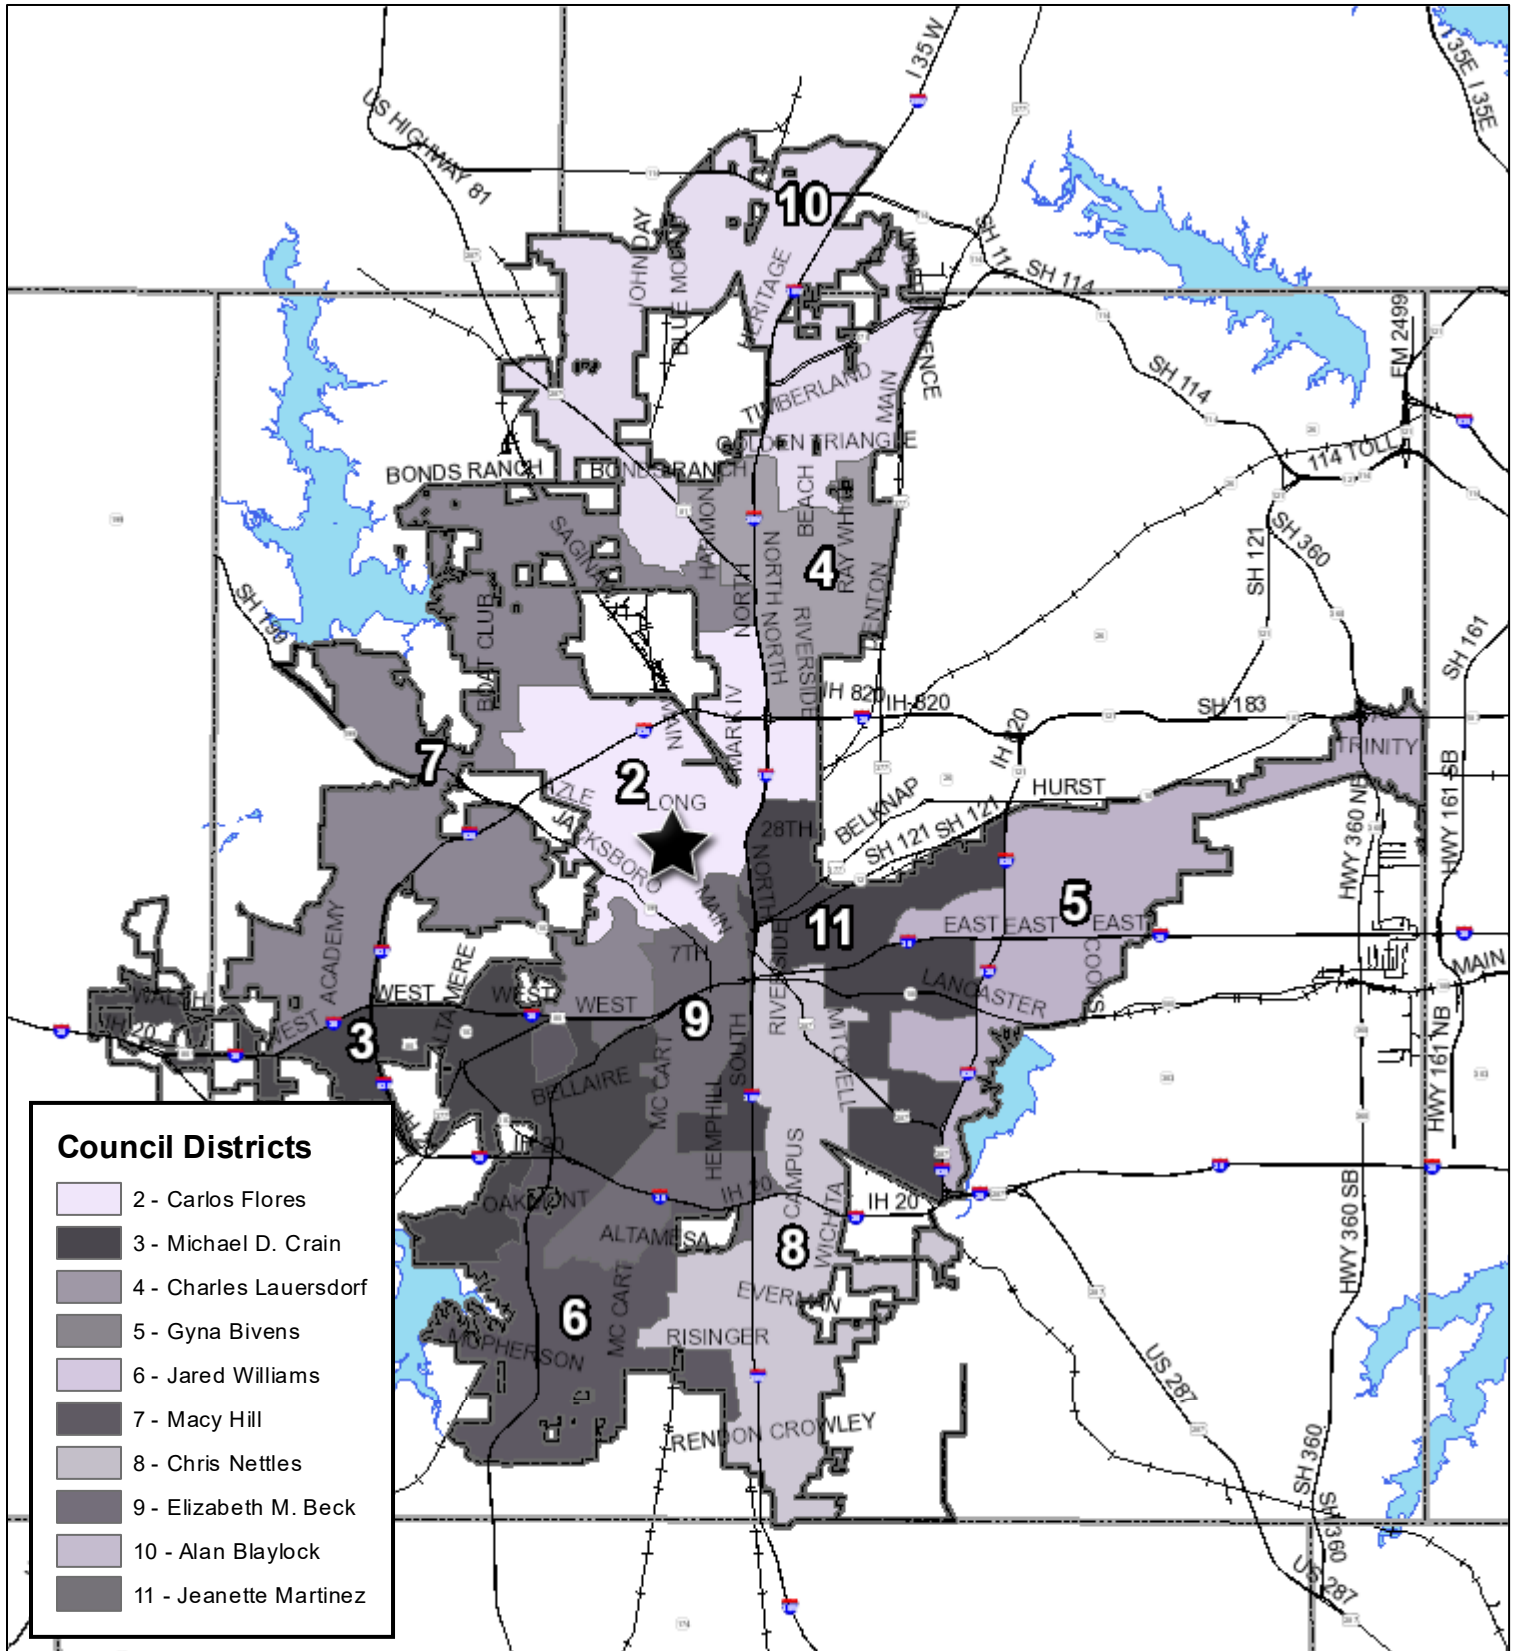 I 35W
I 35E
I 35E
US HIGHWAY 81
10
JOHN DAY
BLUE MOUND
HERITAGE
INDEPENDENCE
SH 114
SH 114
FM 2499
SH 114
TIMBERLAND
MAIN
GOLDEN TRIANGLE
114 TOLL
BONDS RANCH
BONDS RANCH
HARMON
BEACH
RAY WHITE
SAGINAW
4
NORTH
NORTH
NORTH
SH 121
SH 360
DENTON
SH 199
BOAT CLUB
RIVERSIDE
SH 161
IH 820
IH 820
SH 183
MAIN
MARK IV
IH 820
TRINITY
7
2
AZLE
LONG
HURST
HWY 360 NB
HWY 161 SB
BELKNAP
SH 121
SH 121
28TH
JACKSBORO
MAIN
NORTH
5
11
EAST
EAST
EAST
ACADEMY
7TH
RIVERSIDE
COOKS
MAIN
WALSH
WEST
WEST
WEST
LANCASTER
ALTA MERE
IH 20
WEST
3
9
MITCHELL
HWY 161 NB
SOUTH
MC CART
BELLAIRE
HEMPHILL
IH 20
CAMPUS
OAKMONT
IH 20
WICHITA
IH 20
HWY 360 SB
ALTAMESA
8
MC CART
EVERMAN
6
MCPHERSON
RISINGER
US 287
RENDON CROWLEY
SH 360
SH 360
US 287
Council Districts
2 - Carlos Flores
3 - Michael D. Crain
4 - Charles Lauersdorf
5 - Gyna Bivens
6 - Jared Williams
7 - Macy Hill
8 - Chris Nettles
9 - Elizabeth M. Beck
10 - Alan Blaylock
11 - Jeanette Martinez